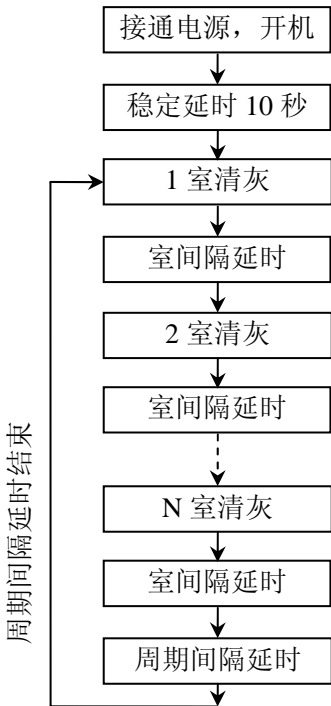 接通电源，开机
稳定延时 10 秒
1 室清灰
室间隔延时
2 室清灰
室间隔延时
N 室清灰
室间隔延时
周期间隔延时
周期间隔延时结束